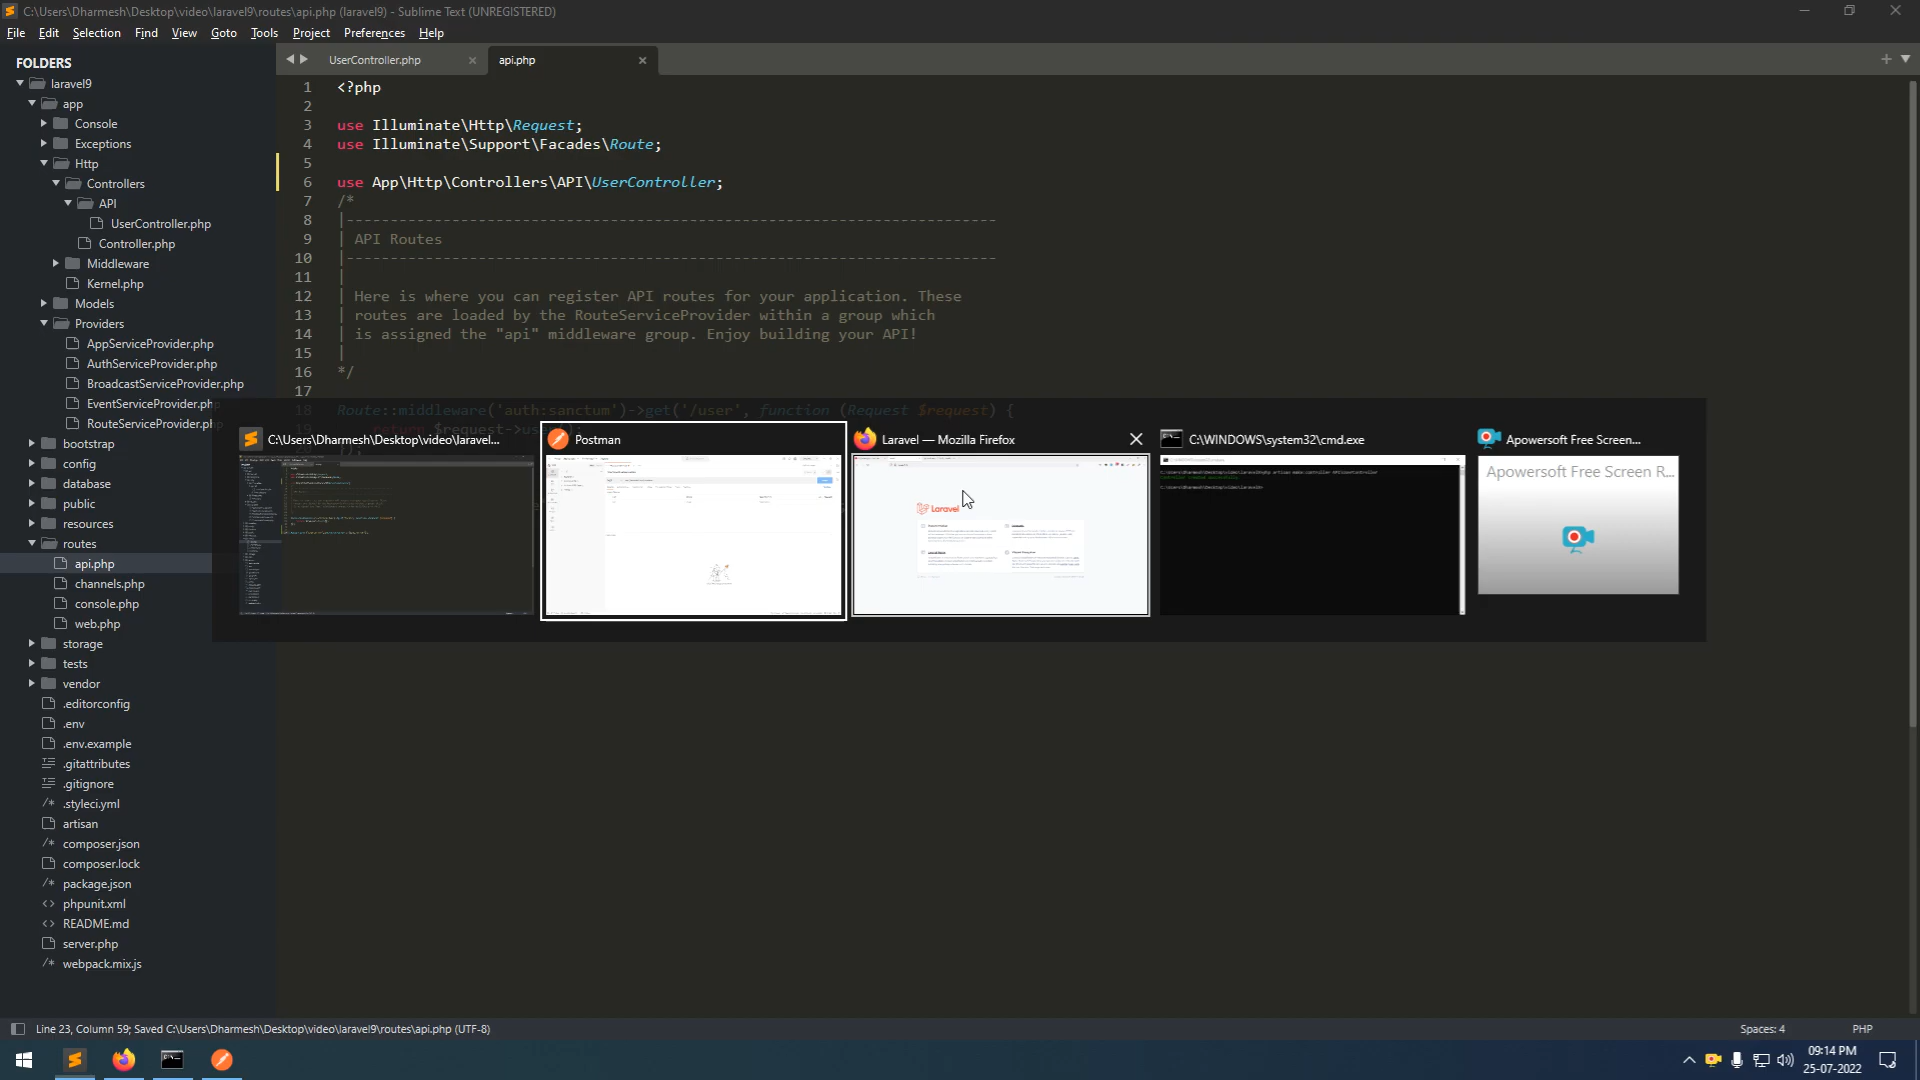 C:\Users\Dharmesh\Desktop\video\laravel9\routes\api.php (laravel9) - Sublime Text (UNREGISTERED)
File Edit Selection Find View Goto Tools Project Preferences Help
FOLDERS
laravel9
app
Console
Exceptions
Http
Controllers
API
UserController.php
Controller.php
Middleware
Kernel.php
Models
Providers
AppServiceProvider.php
AuthServiceProvider.php
BroadcastServiceProvider.php
EventServiceProvider.php
RouteServiceProvider.php
bootstrap
config
database
public
resources
routes
api.php
channels.php
console.php
web.php
storage
tests
vendor
.editorconfig
.env
.env.example
.gitattributes
.gitignore
.styleci.yml
artisan
composer.json
composer.lock
package.json
phpunit.xml
README.md
server.php
webpack.mix.js
UserController.php
api.php
1 <?php
2
3 use Illuminate\Http\Request;
4 use Illuminate\Support\Facades\Route;
5
6 use App\Http\Controllers\API\UserController;
7 /*
8 |--------------------------------------------------------------------------
9 | API Routes
10 |--------------------------------------------------------------------------
11 |
12 | Here is where you can register API routes for your application. These
13 | routes are loaded by the RouteServiceProvider within a group which
14 | is assigned the "api" middleware group. Enjoy building your API!
15 |
16 */
17
18 Route::middleware('auth:sanctum')->get('/user', function (Request $request) {
C:\Users\Dharmesh\Desktop\video\laravel...
Postman
Laravel — Mozilla Firefox
C:\WINDOWS\system32\cmd.exe
Apowersoft Free Screen...
Laravel
Apowersoft Free Screen R...
Line 23, Column 59; Saved C:\Users\Dharmesh\Desktop\video\laravel9\routes\api.php (UTF-8)
Spaces: 4
PHP
09:14 PM
25-07-2022